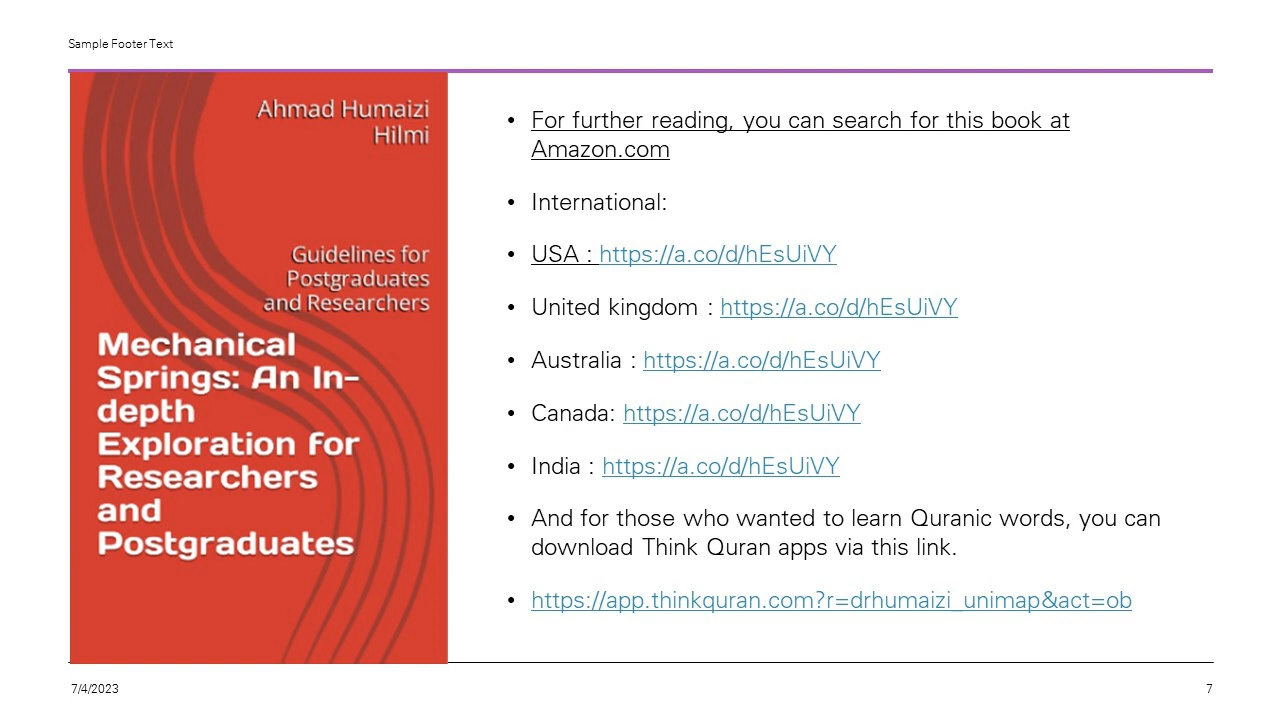 Sample Footer Text
Ahmad Humaizi
Hilmi
Guidelines for
Postgraduates
and Researchers
Mechanical
Springs: An In-
depth
Exploration for
Researchers
and
Postgraduates
• For further reading, you can search for this book at
Amazon.com
• International:
• USA : https://a.co/d/hEsUiVY
• United kingdom : https://a.co/d/hEsUiVY
• Australia : https://a.co/d/hEsUiVY
• Canada: https://a.co/d/hEsUiVY
• India : https://a.co/d/hEsUiVY
• And for those who wanted to learn Quranic words, you can
download Think Quran apps via this link.
• https://app.thinkquran.com?r=drhumaizi_unimap&act=ob
7/4/2023
7